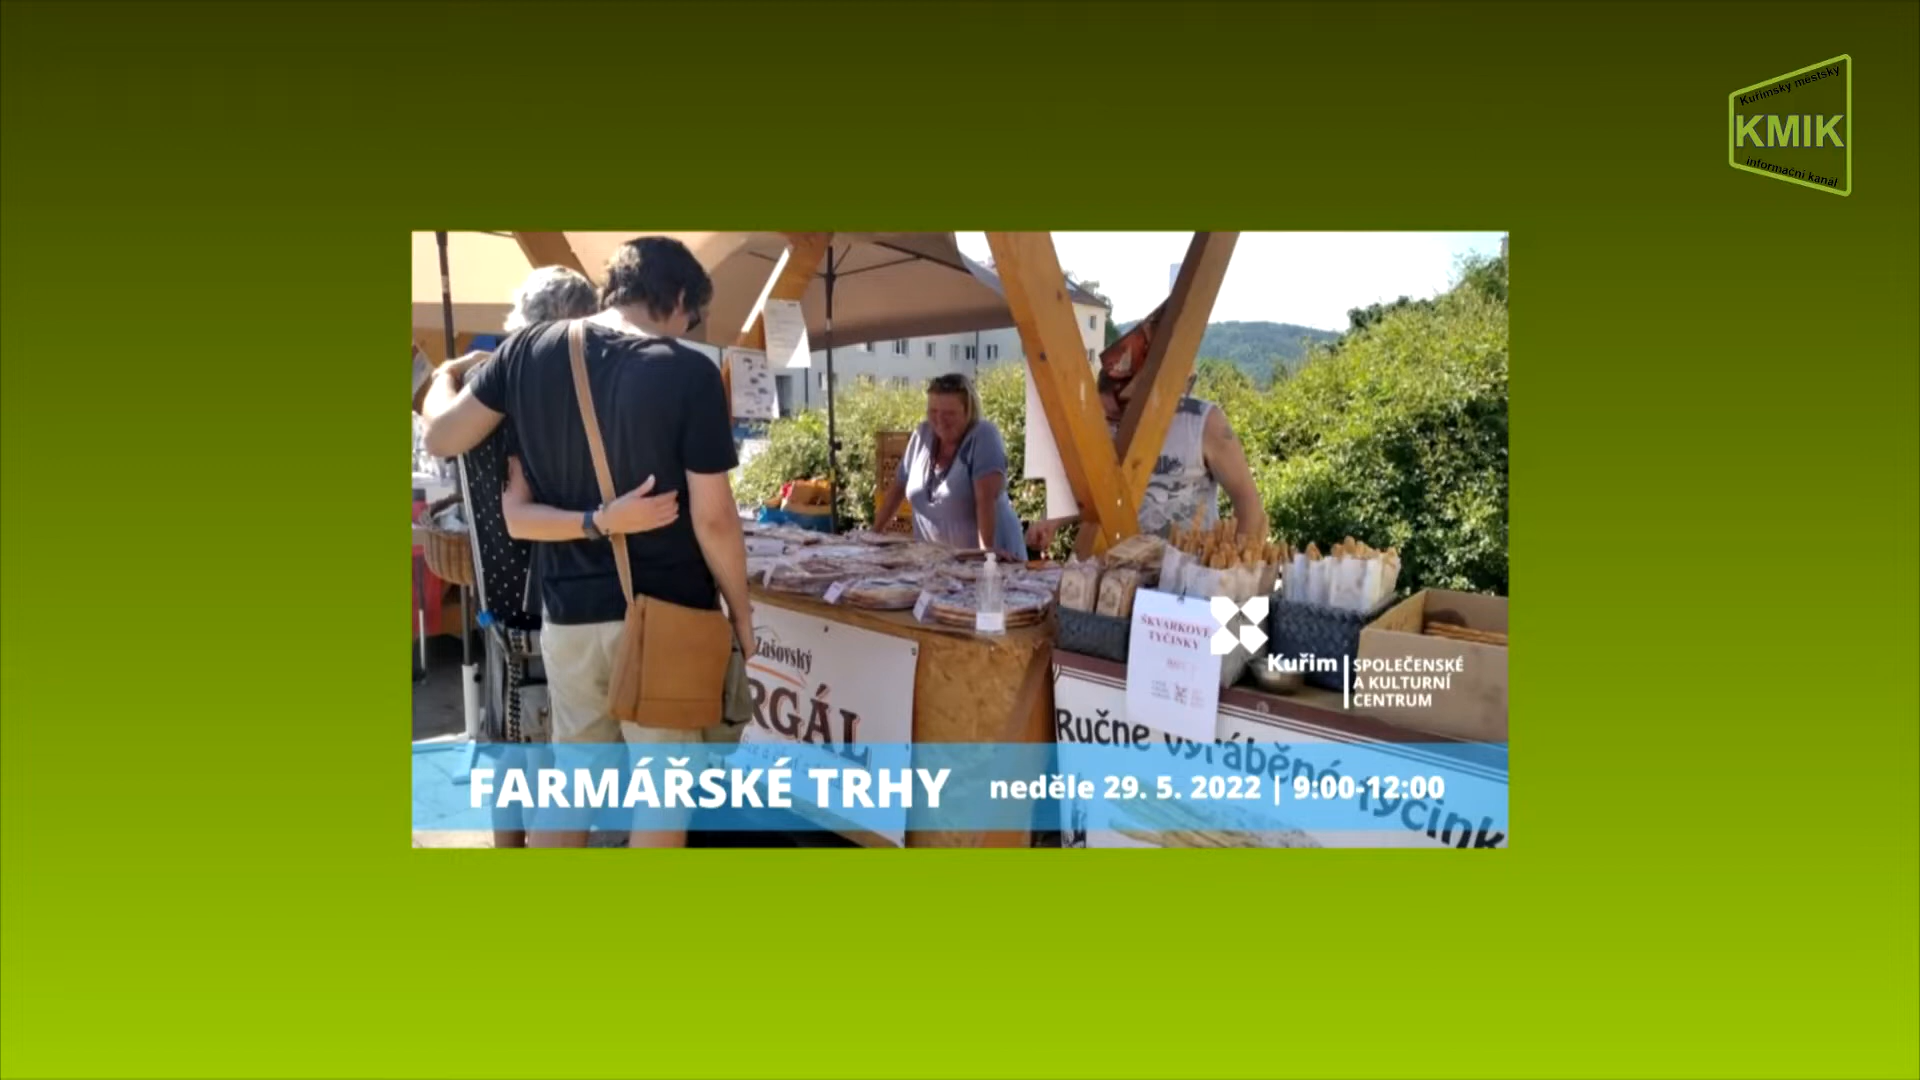 Kuřimský městský
KMIK
informační kanál
Zašovský
RGÁL
ŠKVARKOVÉ
TYČINKY
Kuřim
SPOLEČENSKÉ
A KULTURNÍ
CENTRUM
Ručně vyráběné tyčink
FARMÁŘSKÉ TRHY
neděle 29. 5. 2022 | 9:00-12:00